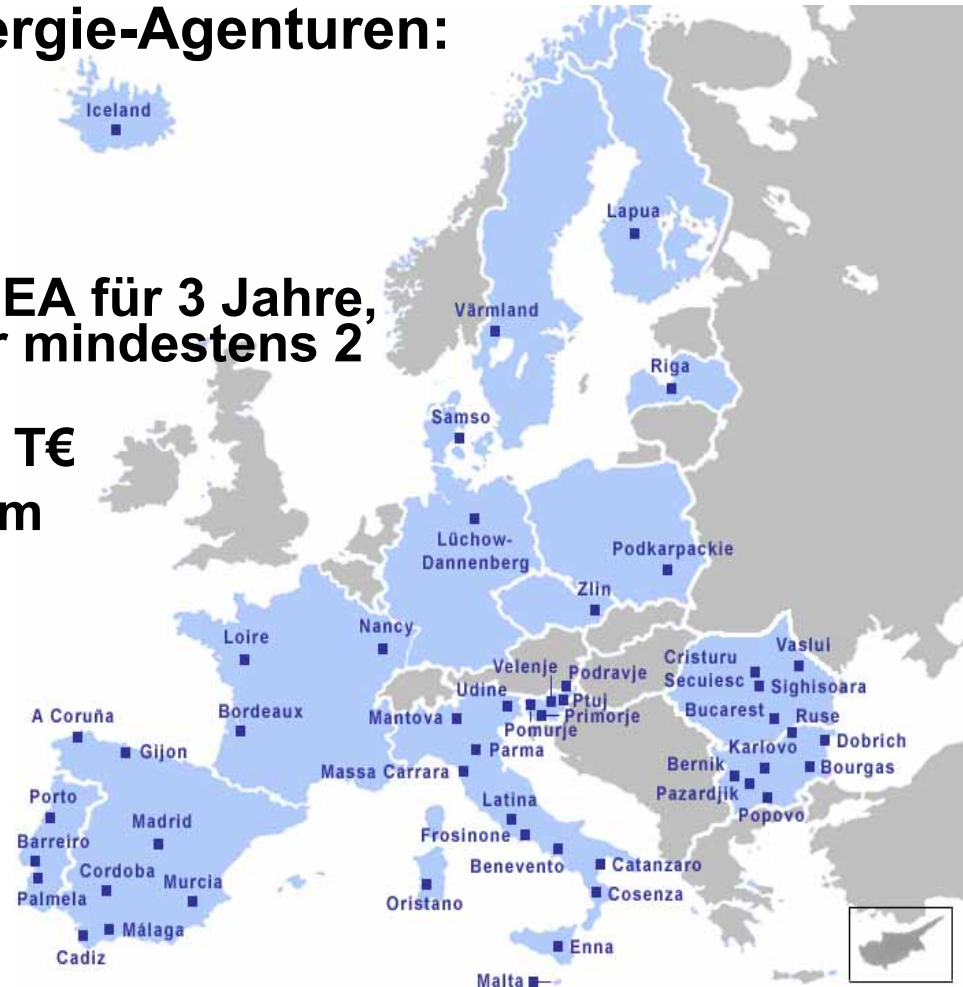 ergie-Agenturen:
Iceland
Lapua
EA für 3 Jahre,
Värmland
r mindestens 2
Riga
Samso
T€
m
Lüchow-
Dannenberg
Podkarpackie
Zlin
Loire
Nancy
Vaslui
Velenje
Podravje
Cristuru
Secuiesc
Udine
Sighisoara
Ptuj
A Coruña
Bordeaux
Mantova
Primorje
Bucarest
Ruse
Pomurje
Gijon
Parma
Karlovo
Dobrich
Massa Carrara
Bernik
Bourgas
Pazardjik
Porto
Latina
Popovo
Madrid
Frosinone
Barreiro
Benevento
Catanzaro
Cordoba
Murcia
Palmela
Oristano
Cosenza
Málaga
Cadiz
Enna
Malta